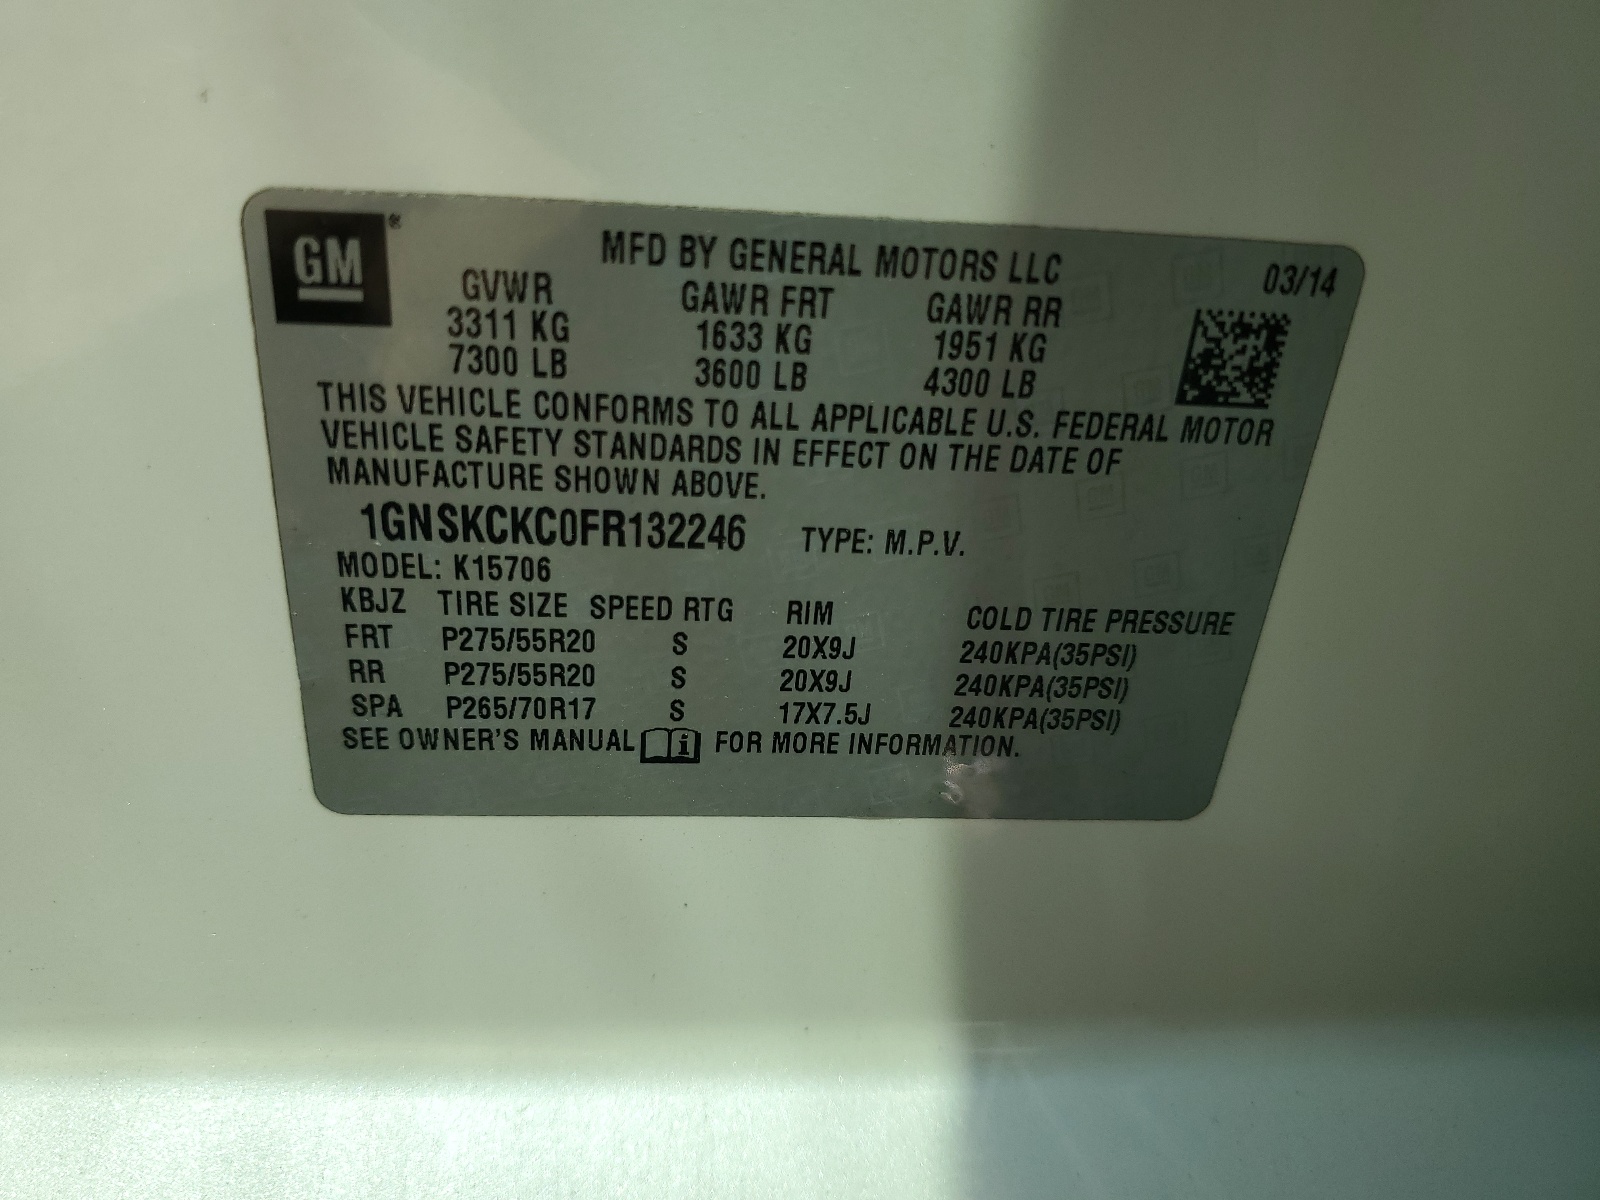 GM®
MFD BY GENERAL MOTORS LLC 03/14
GVWR GAWR FRT GAWR RR
3311 KG 1633 KG 1951 KG
7300 LB 3600 LB 4300 LB
THIS VEHICLE CONFORMS TO ALL APPLICABLE U.S. FEDERAL MOTOR
VEHICLE SAFETY STANDARDS IN EFFECT ON THE DATE OF
MANUFACTURE SHOWN ABOVE.
1GNSKCKC0FR132246 TYPE: M.P.V.
MODEL: K15706
KBJZ TIRE SIZE SPEED RTG RIM COLD TIRE PRESSURE
FRT P275/55R20 S 20X9J 240KPA(35PSI)
RR P275/55R20 S 20X9J 240KPA(35PSI)
SPA P265/70R17 S 17X7.5J 240KPA(35PSI)
SEE OWNER'S MANUAL i FOR MORE INFORMATION.